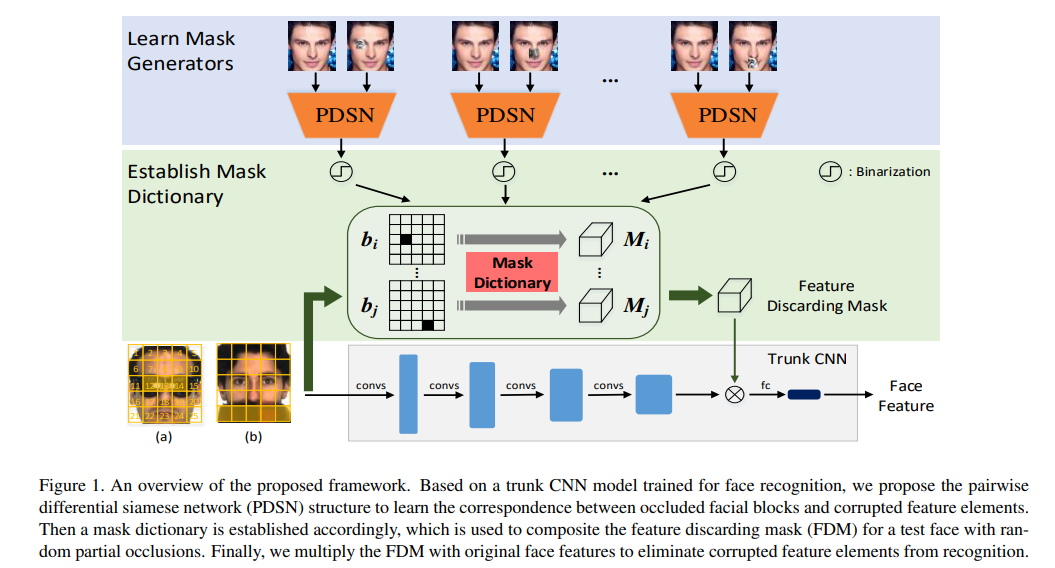 Learn Mask
Generators
...
PDSN
PDSN
PDSN
Establish Mask
Dictionary
...
: Binarization
bi
Mi
Mask
Dictionary
bj
Mj
Feature
Discarding Mask
Trunk CNN
convs
convs
convs
convs
fc
Face
Feature
(a)
(b)
Figure 1. An overview of the proposed framework. Based on a trunk CNN model trained for face recognition, we propose the pairwise
differential siamese network (PDSN) structure to learn the correspondence between occluded facial blocks and corrupted feature elements.
Then a mask dictionary is established accordingly, which is used to composite the feature discarding mask (FDM) for a test face with ran-
dom partial occlusions. Finally, we multiply the FDM with original face features to eliminate corrupted feature elements from recognition.